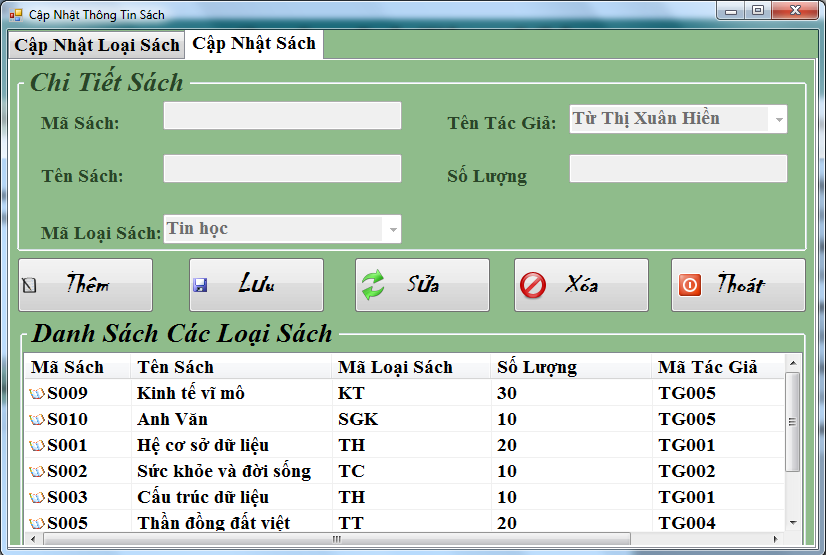 Cập Nhật Thông Tin Sách
Cập Nhật Loại Sách Cập Nhật Sách
Chi Tiết Sách
Mã Sách: Tên Tác Giả: Từ Thị Xuân Hiền
Tên Sách: Số Lượng
Mã Loại Sách: Tin học
Thêm Lưu Sửa Xóa Thoát
Danh Sách Các Loại Sách
Mã Sách Tên Sách Mã Loại Sách Số Lượng Mã Tác Giả
S009 Kinh tế vĩ mô KT 30 TG005
S010 Anh Văn SGK 10 TG005
S001 Hệ cơ sở dữ liệu TH 20 TG001
S002 Sức khỏe và đời sống TC 10 TG002
S003 Cấu trúc dữ liệu TH 10 TG001
S005 Thần đồng đất việt TT 20 TG004